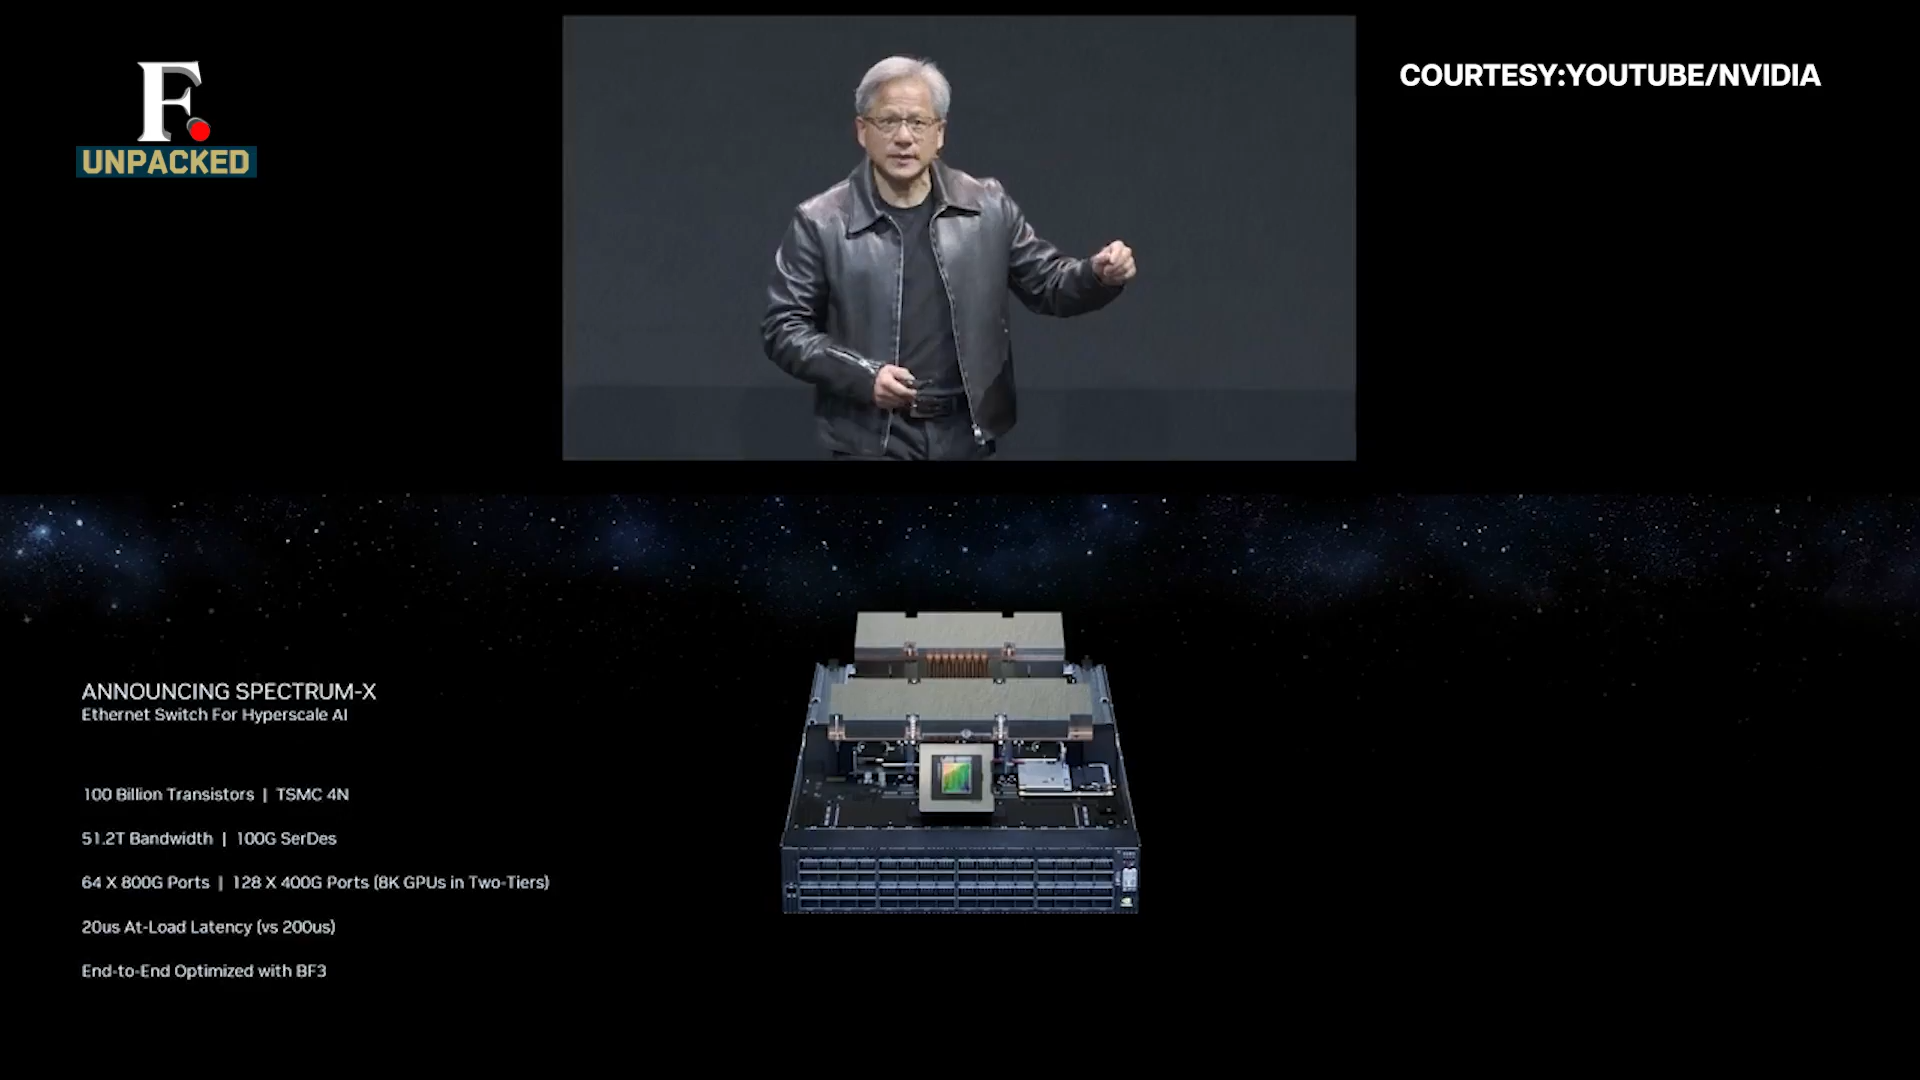 F.
UNPACKED
COURTESY:YOUTUBE/NVIDIA
ANNOUNCING SPECTRUM-X
Ethernet Switch For Hyperscale AI
100 Billion Transistors | TSMC 4N
51.2T Bandwidth | 100G SerDes
64 X 800G Ports | 128 X 400G Ports (8K GPUs in Two-Tiers)
20us At-Load Latency (vs 200us)
End-to-End Optimized with BF3